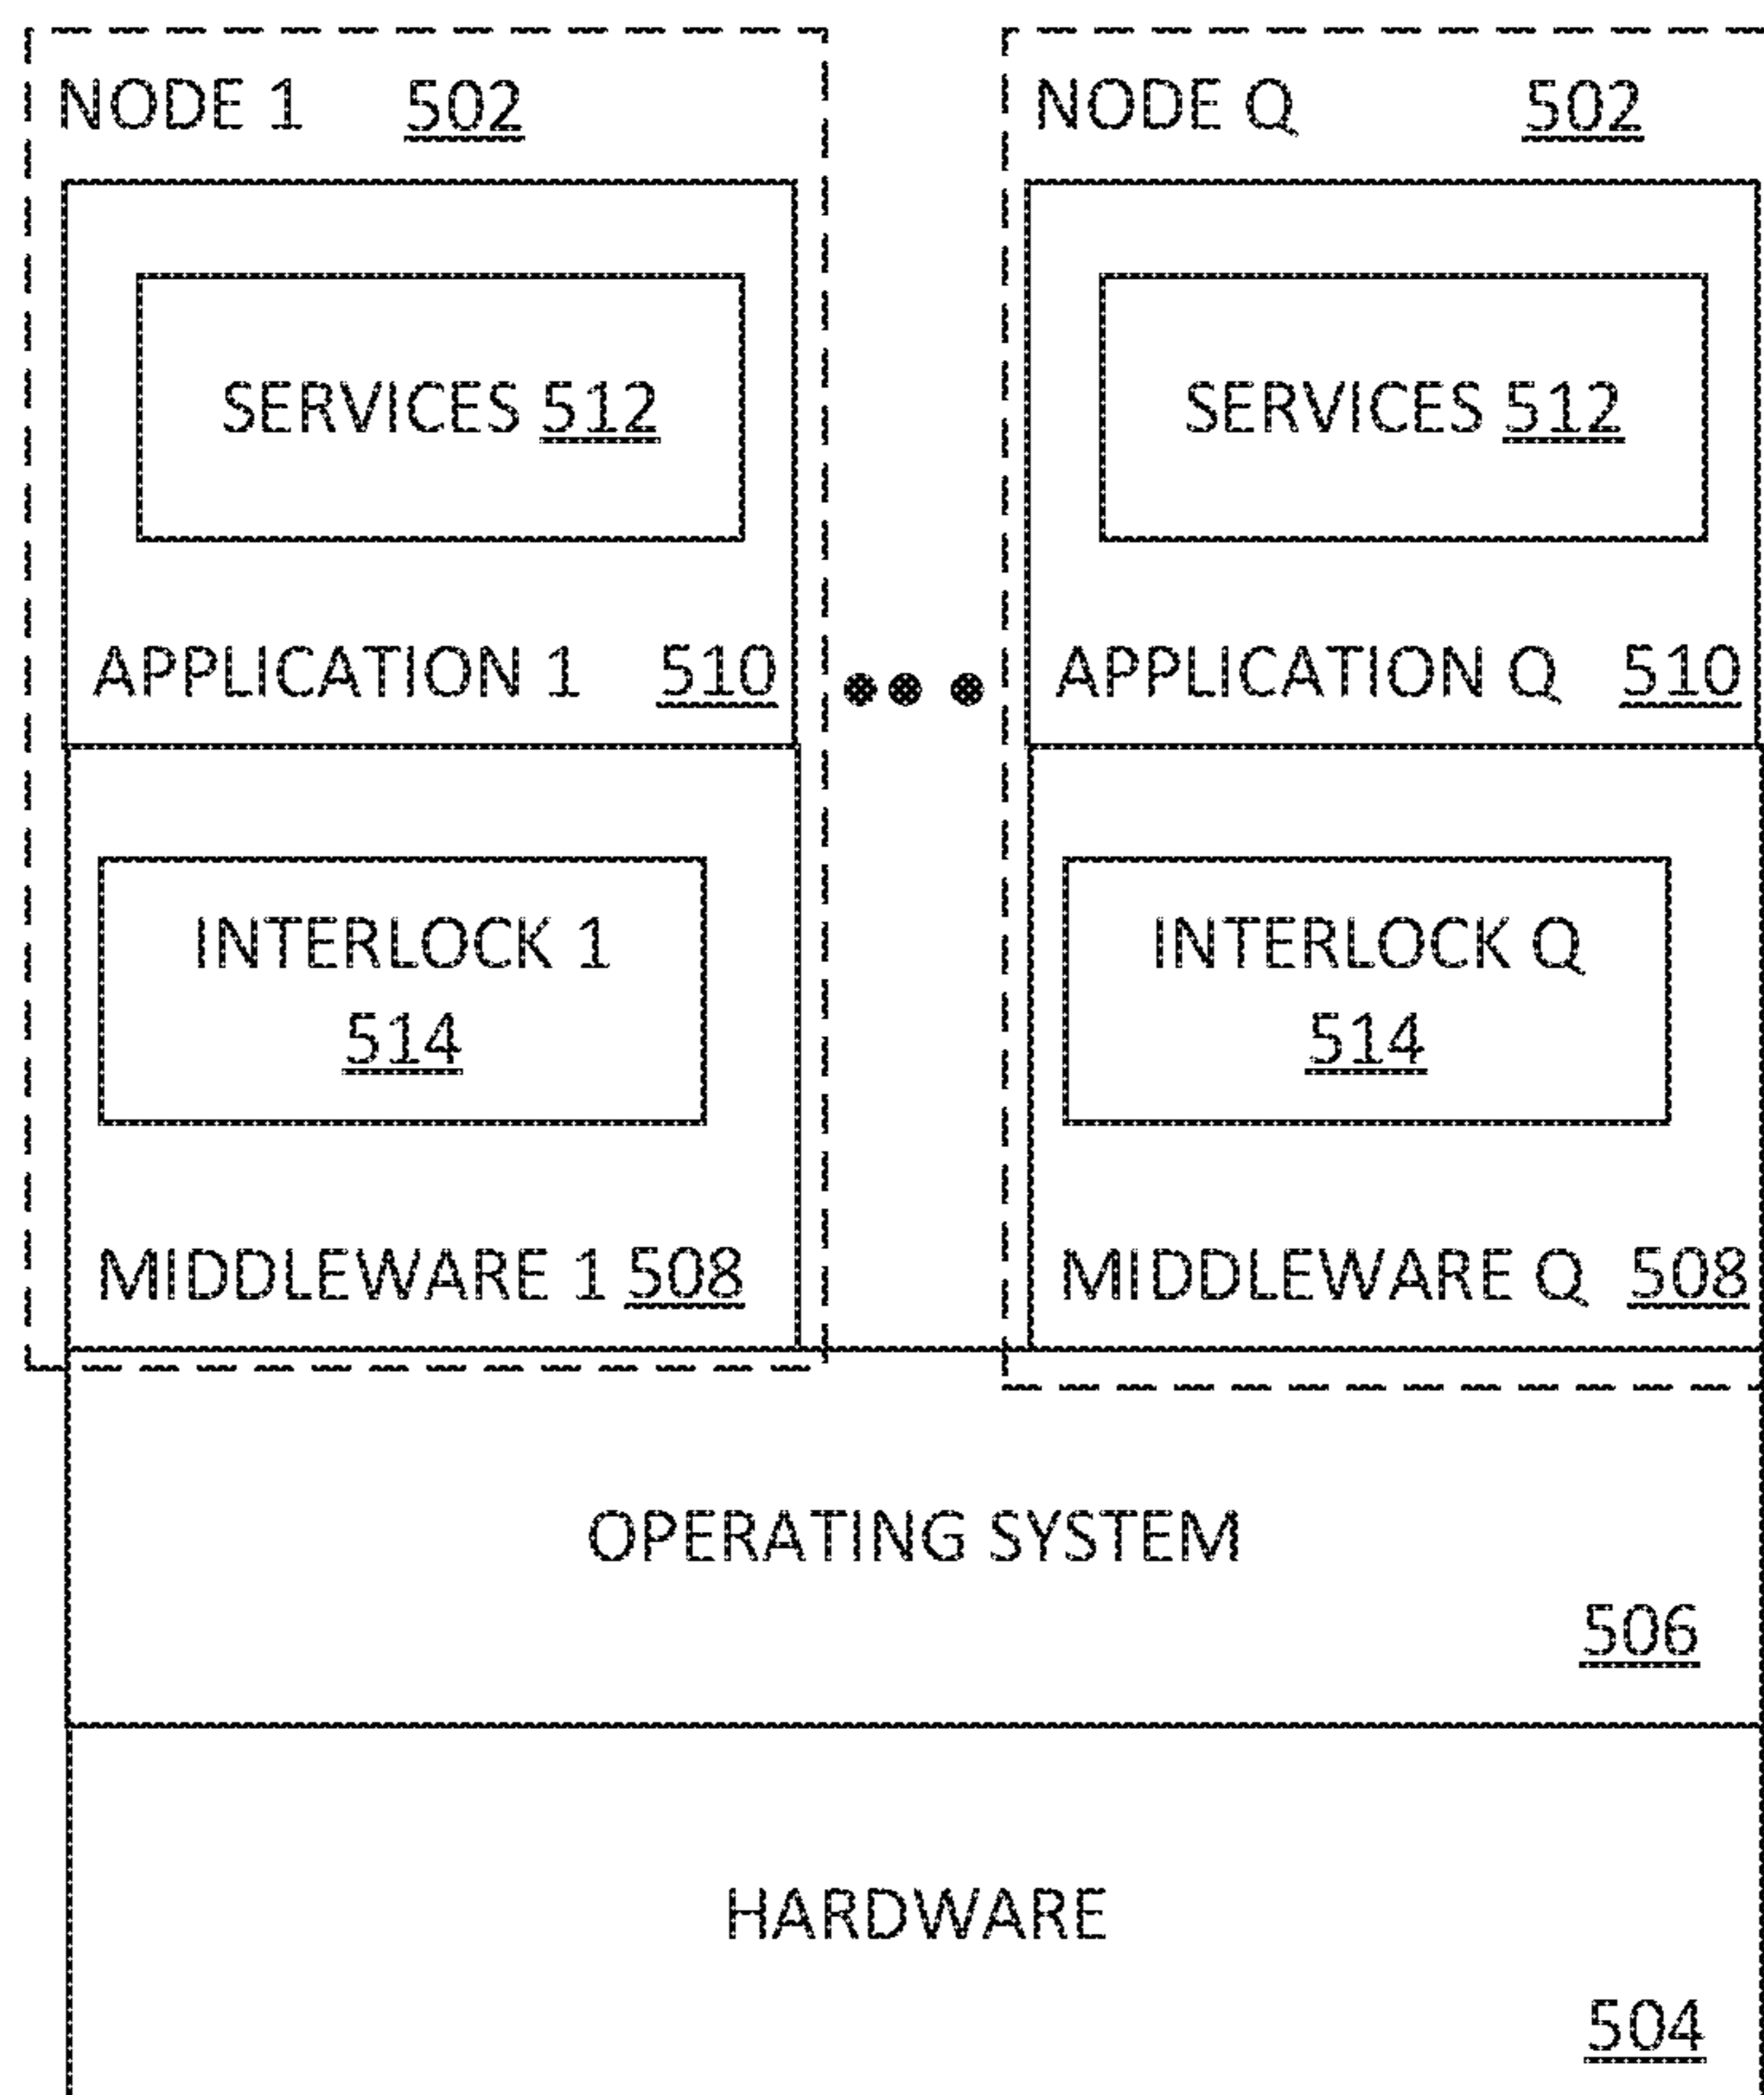 NODE 1 502
SERVICES 512
APPLICATION 1 510
INTERLOCK 1
514
MIDDLEWARE 1 508
NODE Q 502
SERVICES 512
APPLICATION Q 510
INTERLOCK Q
514
MIDDLEWARE Q 508
OPERATING SYSTEM
506
HARDWARE
504